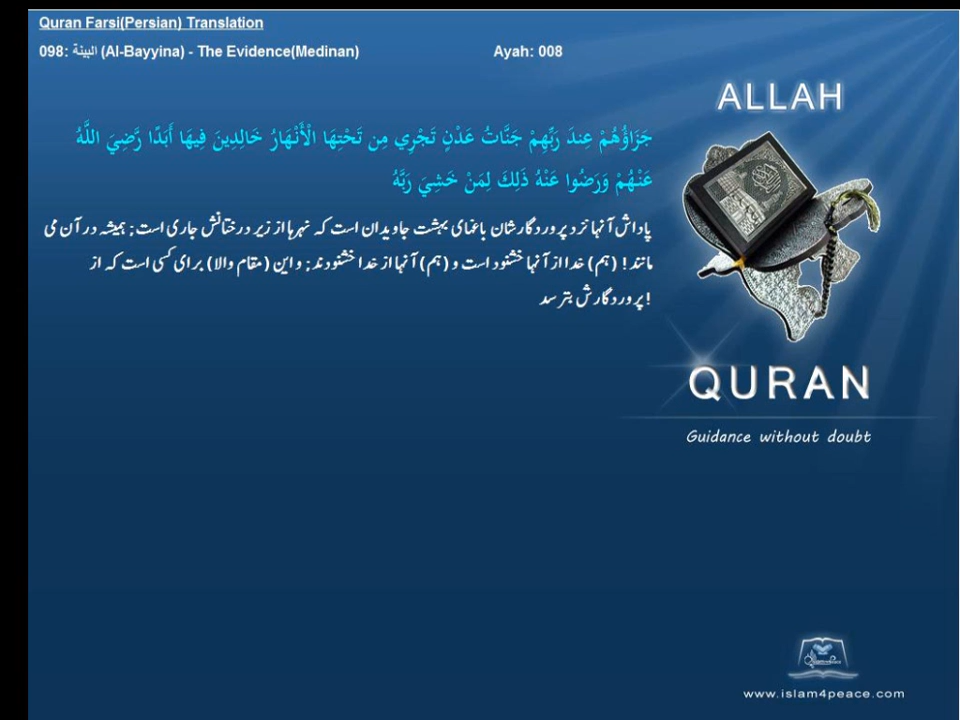 Quran Farsi(Persian) Translation
098: البينة (Al-Bayyina) - The Evidence(Medinan) Ayah: 008
ALLAH
جَزَاؤُهُمْ عِندَ رَبِّهِمْ جَنَّاتُ عَدْنٍ تَجْرِي مِن تَحْتِهَا الْأَنْهَارُ خَالِدِينَ فِيهَا أَبَدًا رَّضِيَ اللَّهُ
عَنْهُمْ وَرَضُوا عَنْهُ ذَلِكَ لِمَنْ خَشِيَ رَبَّهُ
پاداش آنها نزد پروردگارشان باغهای بهشت جاویدان است که نهرها از زیر درختانش جاری است; همیشه در آن می
مانند! (هم) خدا از آنها خشنود است و (هم) آنها از خدا خشنودند; و این (مقام والا) برای کسی است که از
پروردگارش بترسد!
QURAN
Guidance without doubt
www.islam4peace.com